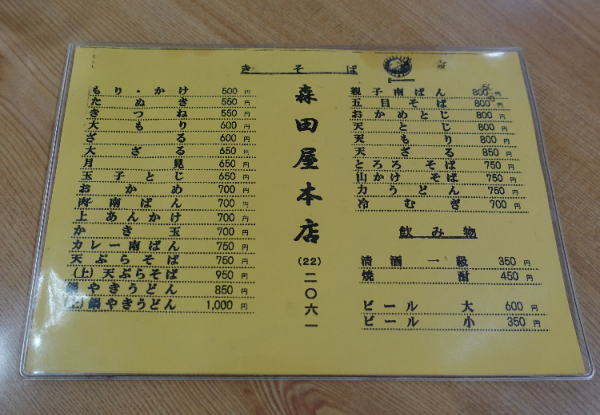 きそば
もり・かけ 500円
たぬき 550円
きつね 550円
大もり 600円
ざる 600円
大ざる 650円
月見 650円
玉子とじ 650円
おかめ 700円
肉南ばん 700円
上あんかけ 700円
かき玉 700円
カレー南ばん 750円
天ぷらそば 750円
(上)天ぷらそば 950円
鍋やきうどん 850円
鍋やきうどん 1,000円
森田屋本店
(22)二〇六一
親子南ばん 800円
五目そば 800円
おかめとじ 800円
天とじ 800円
天もり 800円
天ざる 850円
とろろそば 750円
山かけそば 750円
力うどん 750円
冷むぎ 700円
飲み物
清酒一級 350円
焼酎 450円
ビール大 600円
ビール小 350円